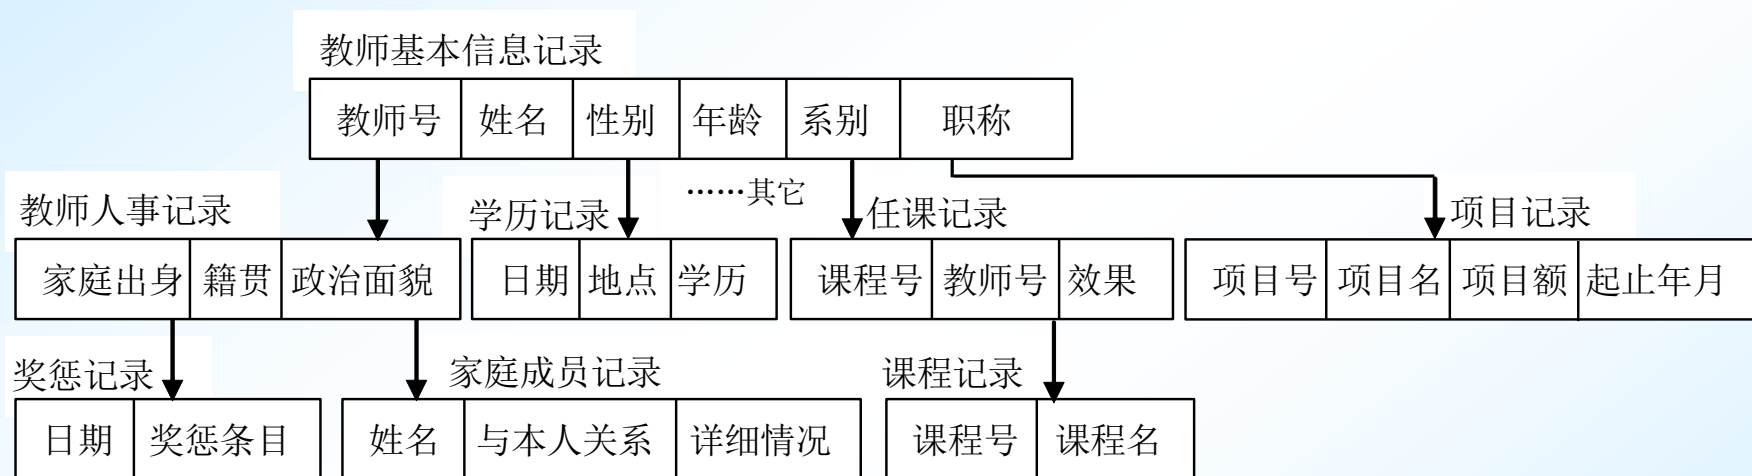 教师基本信息记录
教师号 姓名 性别 年龄 系别 职称
……其它
教师人事记录 学历记录 任课记录 项目记录
家庭出身 籍贯 政治面貌 日期 地点 学历 课程号 教师号 效果 项目号 项目名 项目额 起止年月
奖惩记录 家庭成员记录 课程记录
日期 奖惩条目 姓名 与本人关系 详细情况 课程号 课程名